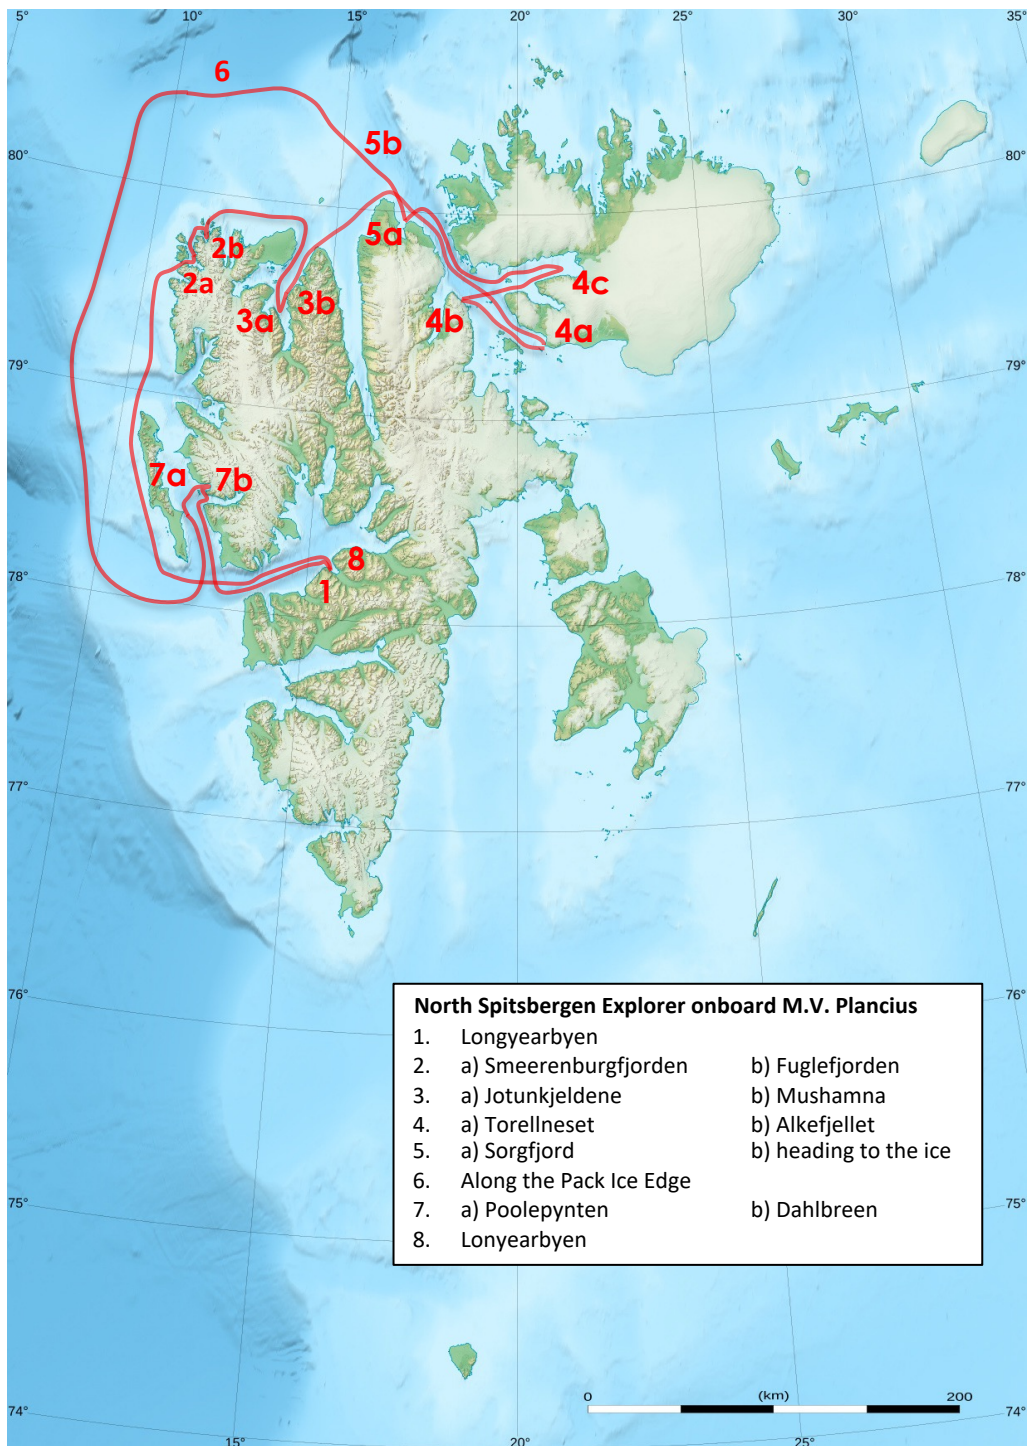 5° 10° 15° 20° 25° 30° 35°
6
5b
80° 80°
5a
2b
2a
4c
3a 3b 4b 4a
79° 79°
7a 7b
8
1
78° 78°
77° 77°
76° 76°
North Spitsbergen Explorer onboard M.V. Plancius
1. Longyearbyen
2. a) Smeerenburgfjorden b) Fuglefjorden
3. a) Jotunkjeldene b) Mushamna
4. a) Torellneset b) Alkefjellet
5. a) Sorgfjord b) heading to the ice
6. Along the Pack Ice Edge
7. a) Poolepynten b) Dahlbreen
8. Lonyearbyen
75° 75°
0 (km) 200
74° 74°
15° 20° 25°